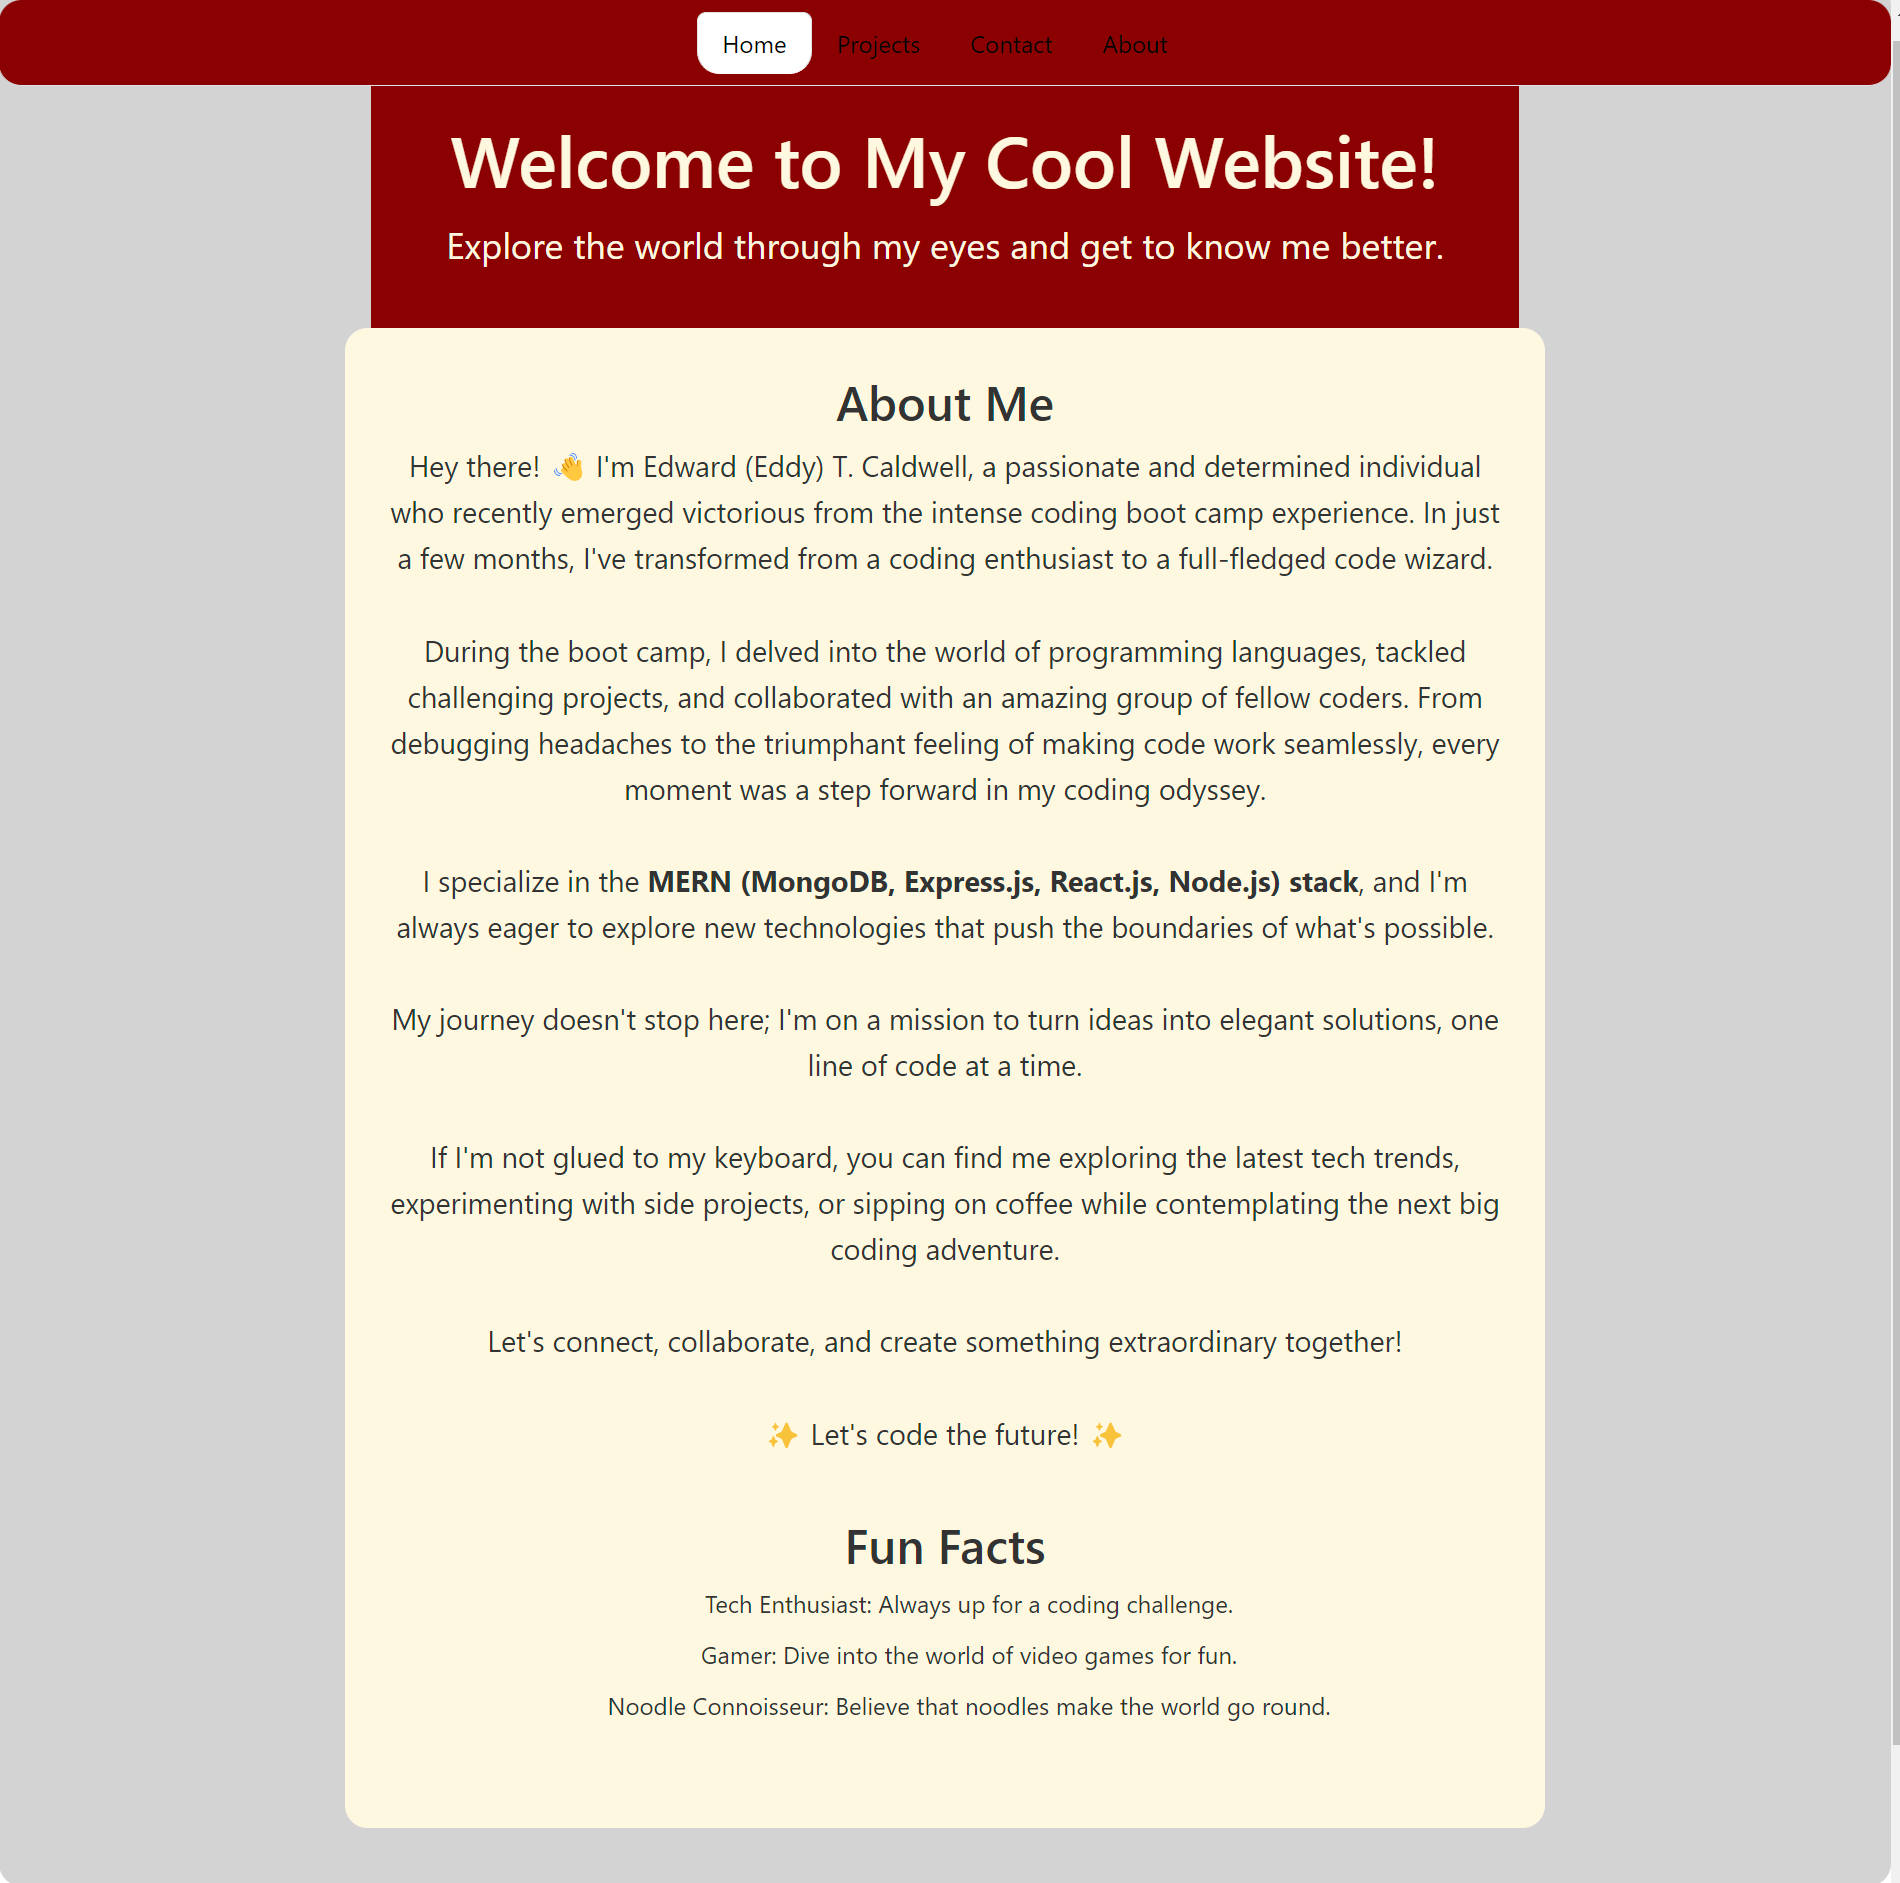 Home Projects Contact About
Welcome to My Cool Website!
Explore the world through my eyes and get to know me better.
About Me
Hey there! 👋 I'm Edward (Eddy) T. Caldwell, a passionate and determined individual
who recently emerged victorious from the intense coding boot camp experience. In just
a few months, I've transformed from a coding enthusiast to a full-fledged code wizard.
During the boot camp, I delved into the world of programming languages, tackled
challenging projects, and collaborated with an amazing group of fellow coders. From
debugging headaches to the triumphant feeling of making code work seamlessly, every
moment was a step forward in my coding odyssey.
I specialize in the MERN (MongoDB, Express.js, React.js, Node.js) stack, and I'm
always eager to explore new technologies that push the boundaries of what's possible.
My journey doesn't stop here; I'm on a mission to turn ideas into elegant solutions, one
line of code at a time.
If I'm not glued to my keyboard, you can find me exploring the latest tech trends,
experimenting with side projects, or sipping on coffee while contemplating the next big
coding adventure.
Let's connect, collaborate, and create something extraordinary together!
✨ Let's code the future! ✨
Fun Facts
Tech Enthusiast: Always up for a coding challenge.
Gamer: Dive into the world of video games for fun.
Noodle Connoisseur: Believe that noodles make the world go round.